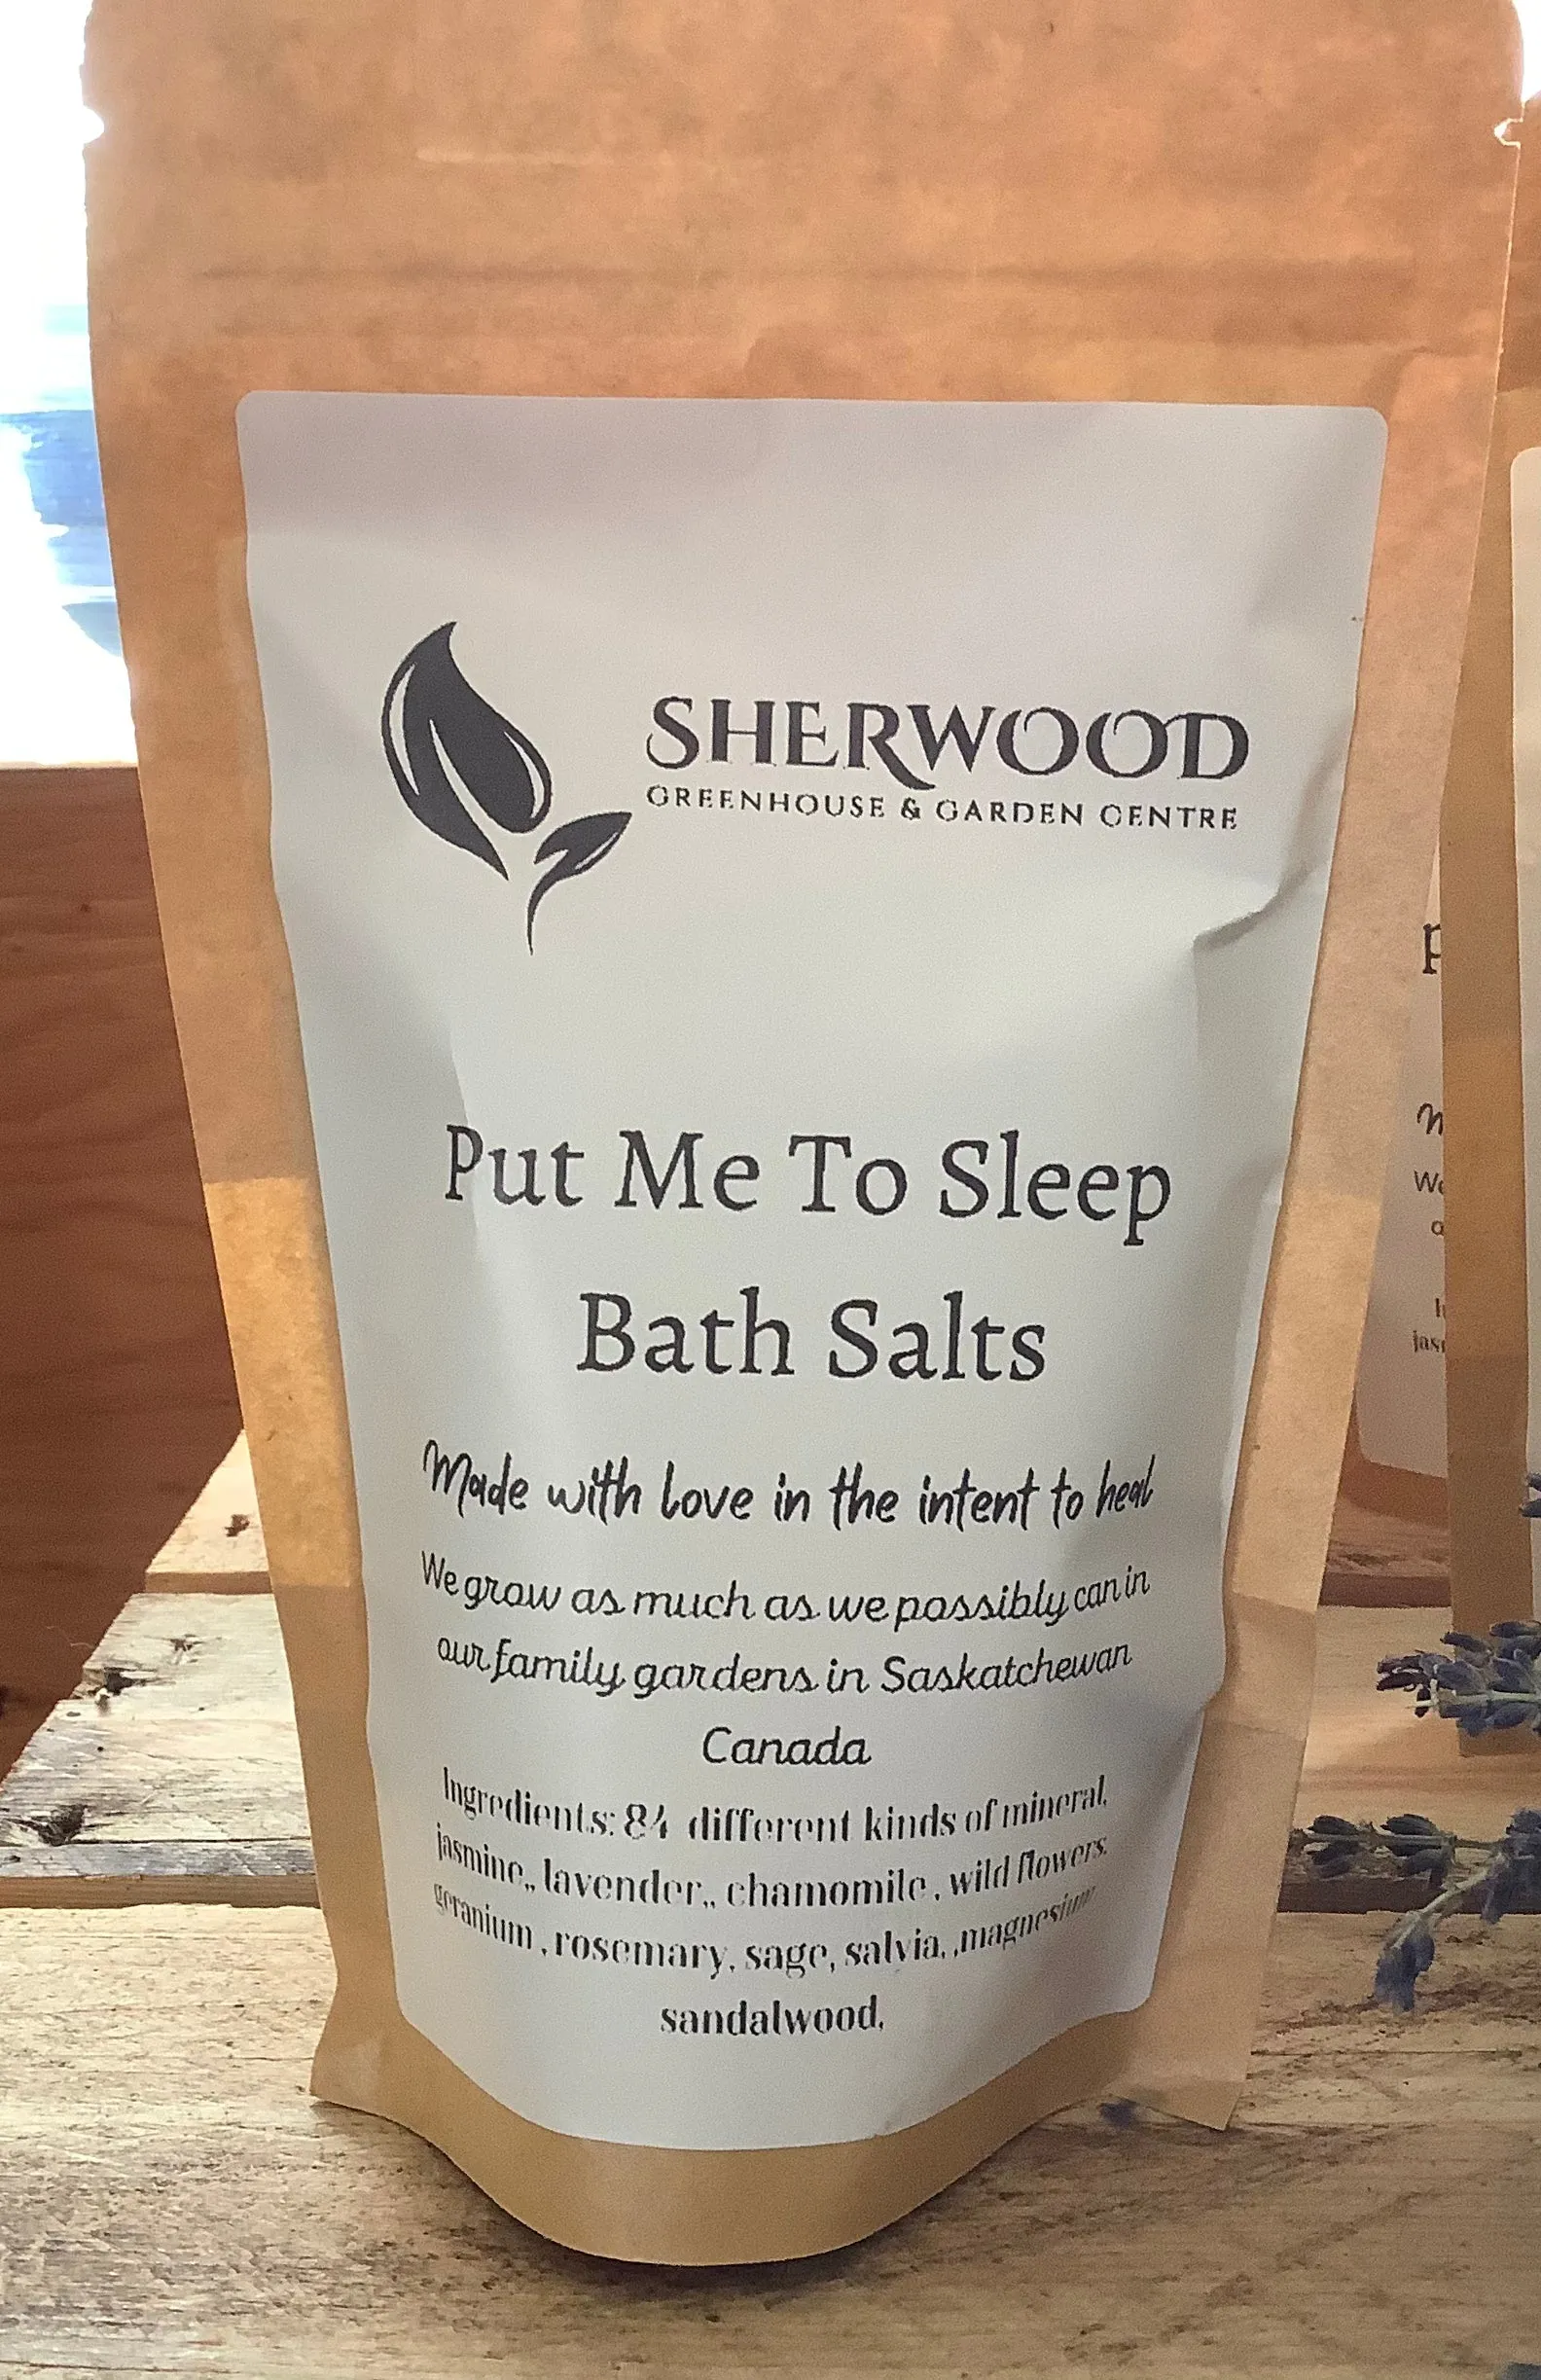 SHERWOOD
GREENHOUSE & GARDEN CENTRE
Put Me To Sleep
Bath Salts
Made with love in the intent to heal
We grow as much as we possibly can in
our family gardens in Saskatchewan
Canada
Ingredients: 84 different kinds of mineral,
jasmine,, lavender,, chamomile , wild flowers.
geranium , rosemary, sage, salvia, ,magnesium
sandalwood,